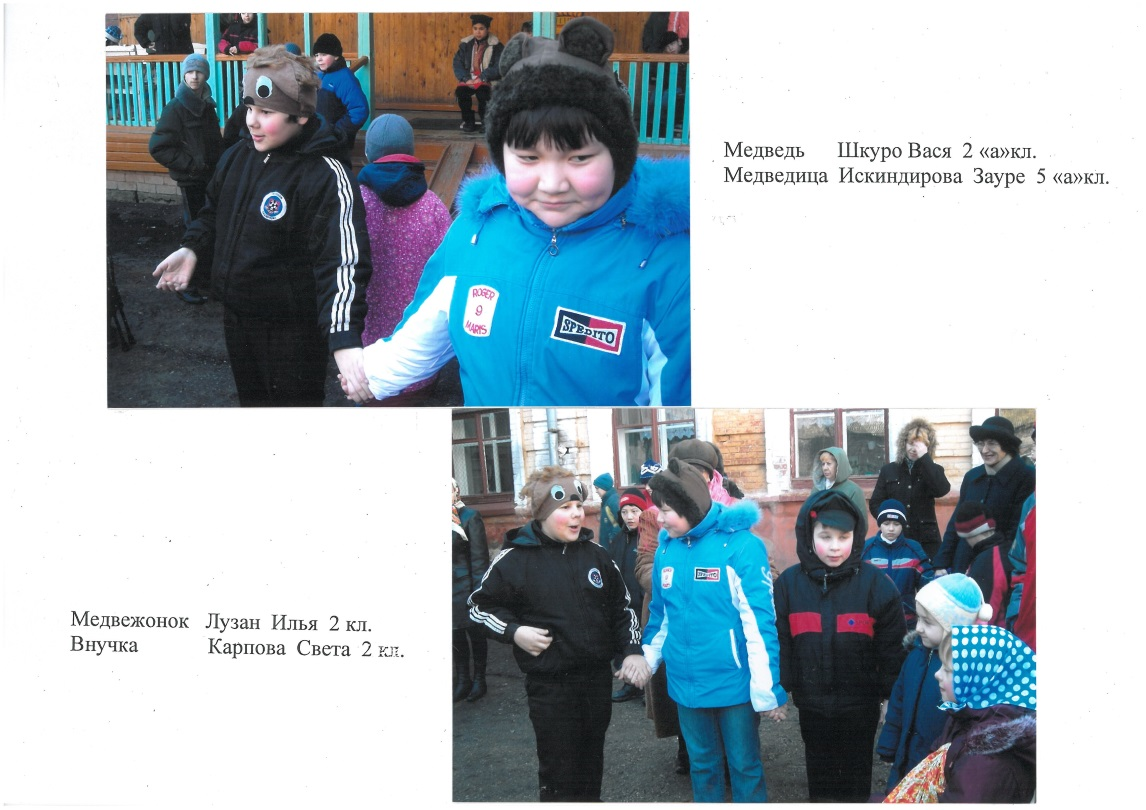 Медведь Шкуро Вася 2 «а»кл.
Медведица Искиндирова Зауре 5 «а»кл.
ROGER
9
MARIS
SPEDITO
SPEDITO
Медвежонок Лузан Илья 2 кл.
Внучка Карпова Света 2 кл.